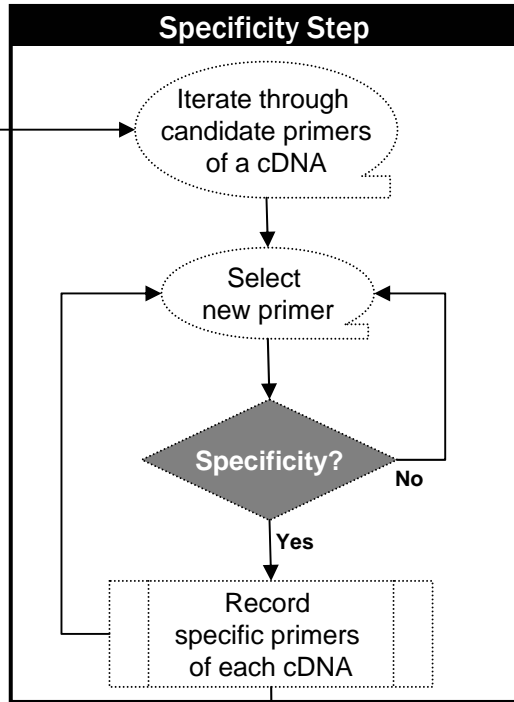 Specificity Step
Iterate through
candidate primers
of a cDNA
Select
new primer
Specificity?
No
Yes
Record
specific primers
of each cDNA